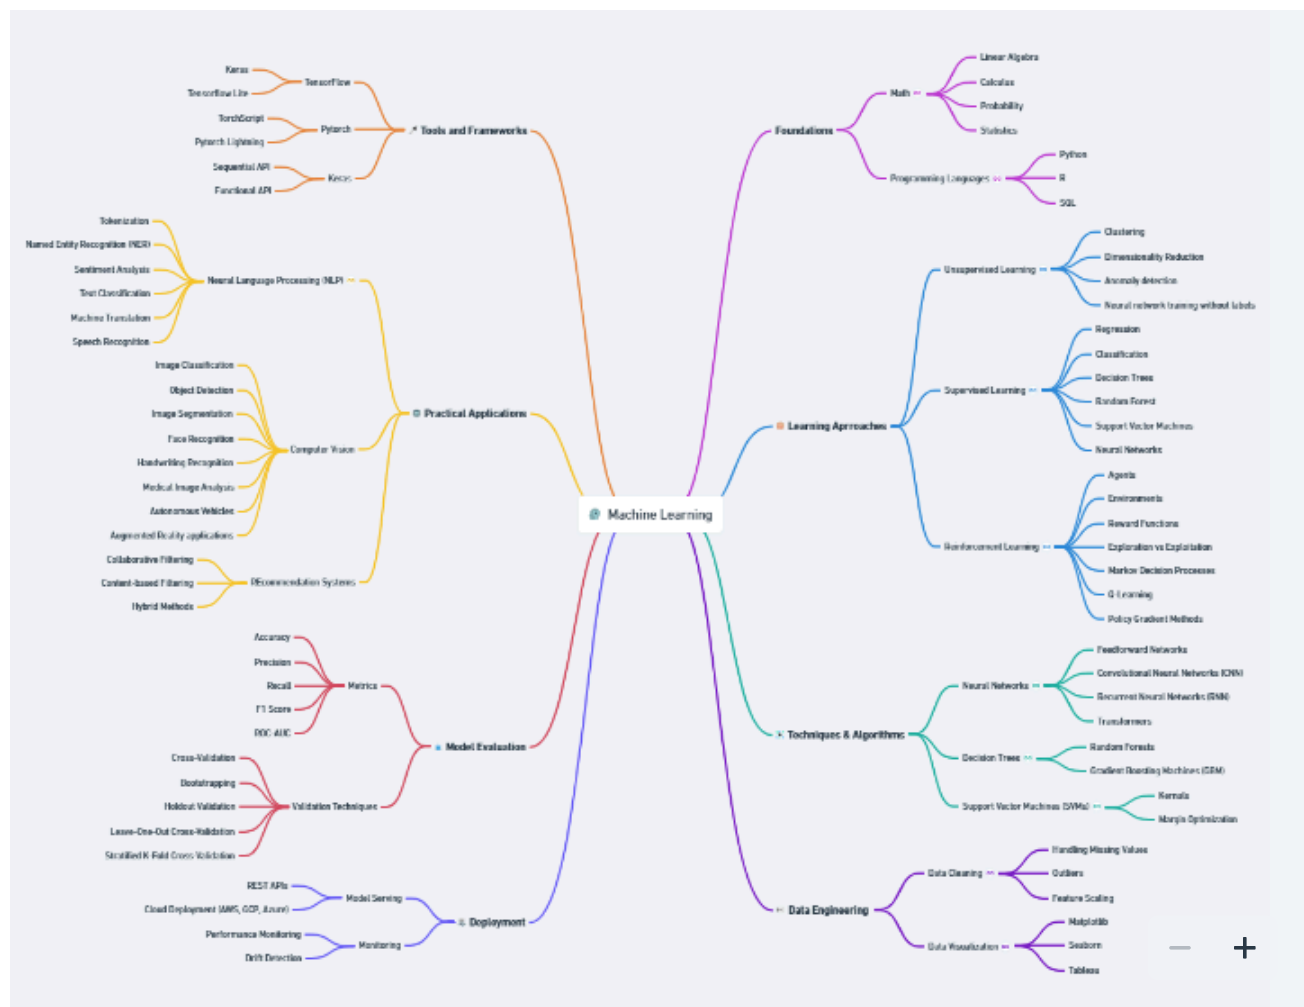 Machine Learning
Tools and Frameworks
TensorFlow
Keras
Tensorflow Lite
Pytorch
TorchScript
Pytorch Lightning
Keras
Sequential API
Functional API
Practical Applications
Neural Language Processing (NLP)
Tokenization
Named Entity Recognition (NER)
Sentiment Analysis
Text Classification
Machine Translation
Speech Recognition
Computer Vision
Image Classification
Object Detection
Image Segmentation
Face Recognition
Handwriting Recognition
Medical Image Analysis
Autonomous Vehicles
Augmented Reality applications
REcommendation Systems
Collaborative Filtering
Content-based Filtering
Hybrid Methods
Model Evaluation
Metrics
Accuracy
Precision
Recall
F1 Score
ROC-AUC
Validation Techniques
Cross-Validation
Bootstrapping
Holdout Validation
Leave-One-Out Cross-Validation
Stratified K-Fold Cross-Validation
Deployment
Model Serving
REST APIs
Cloud Deployment (AWS, GCP, Azure)
Monitoring
Performance Monitoring
Drift Detection
Foundations
Math
Linear Algebra
Calculus
Probability
Statistics
Programming Languages
Python
R
SQL
Learning Aprroaches
Unsupervised Learning
Clustering
Dimensionality Reduction
Anomaly detection
Neural network training without labels
Supervised Learning
Regression
Classification
Decision Trees
Random Forest
Support Vector Machines
Neural Networks
Reinforcement Learning
Agents
Environments
Reward Functions
Exploration vs Exploitation
Markov Decision Processes
Q-Learning
Policy Gradient Methods
Techniques & Algorithms
Neural Networks
Feedforward Networks
Convolutional Neural Networks (CNN)
Recurrent Neural Networks (RNN)
Transformers
Decision Trees
Random Forests
Gradient Boosting Machines (GBM)
Support Vector Machines (SVMs)
Kernals
Margin Optimization
Data Engineering
Data Cleaning
Handling Missing Values
Outliers
Feature Scaling
Data Visualization
Matplotlib
Seaborn
Tableau